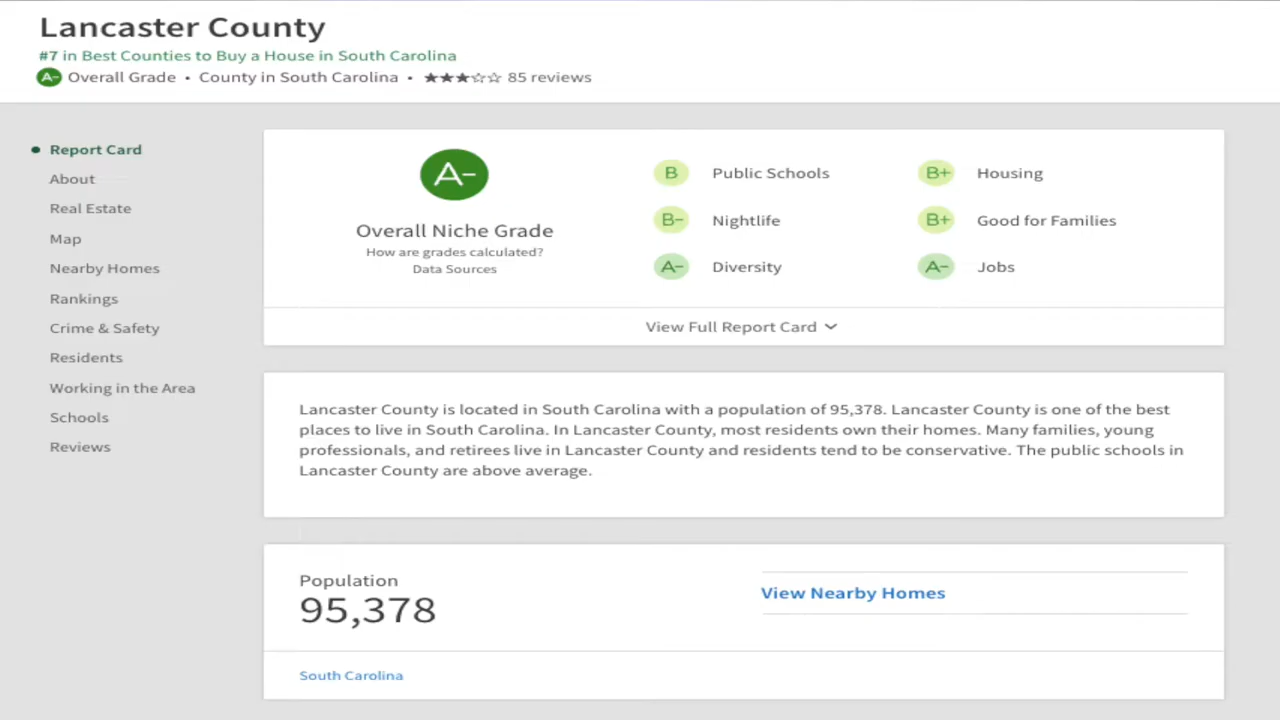 Lancaster County
#7 in Best Counties to Buy a House in South Carolina
A- Overall Grade • County in South Carolina • ★★★☆☆ 85 reviews
Report Card
About
Real Estate
Map
Nearby Homes
Rankings
Crime & Safety
Residents
Working in the Area
Schools
Reviews
A-
Overall Niche Grade
How are grades calculated?
Data Sources
B Public Schools
B- Nightlife
A- Diversity
B+ Housing
B+ Good for Families
A- Jobs
View Full Report Card
Lancaster County is located in South Carolina with a population of 95,378. Lancaster County is one of the best
places to live in South Carolina. In Lancaster County, most residents own their homes. Many families, young
professionals, and retirees live in Lancaster County and residents tend to be conservative. The public schools in
Lancaster County are above average.
Population
95,378
View Nearby Homes
South Carolina